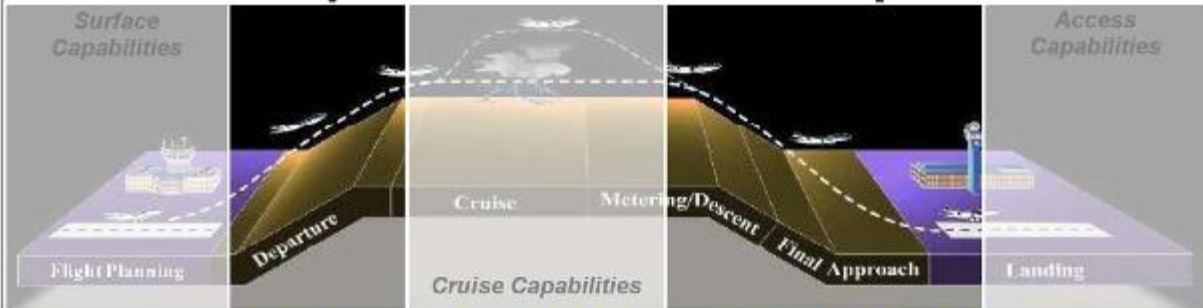 Surface
Capabilities
Access
Capabilities
Flight Planning
Departure
Cruise
Metering/Descent
Final Approach
Landing
Cruise Capabilities